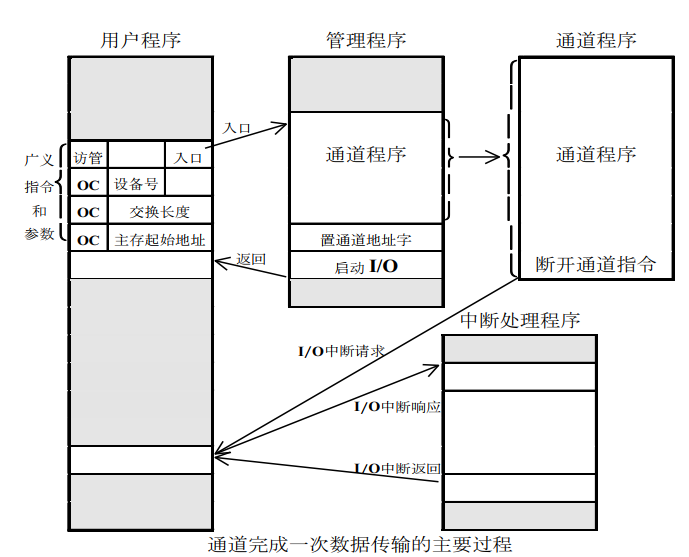 用户程序
管理程序
通道程序
入口
广义
指令
和
参数
访管 入口
OC 设备号
OC 交换长度
OC 主存起始地址
通道程序
置通道地址字
启动 I/O
返回
通道程序
断开通道指令
中断处理程序
I/O中断请求
I/O中断响应
I/O中断返回
通道完成一次数据传输的主要过程